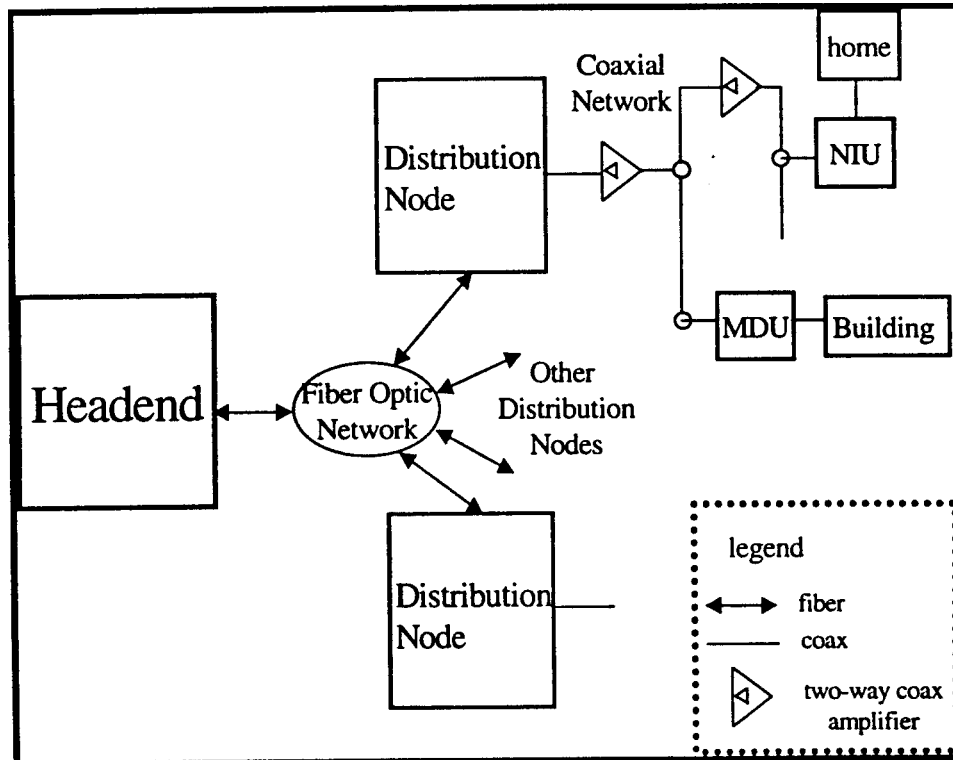 home
Coaxial
Network
NIU
Distribution
Node
MDU
Building
Headend
Fiber Optic
Network
Other
Distribution
Nodes
Distribution
Node
legend
fiber
coax
two-way coax
amplifier